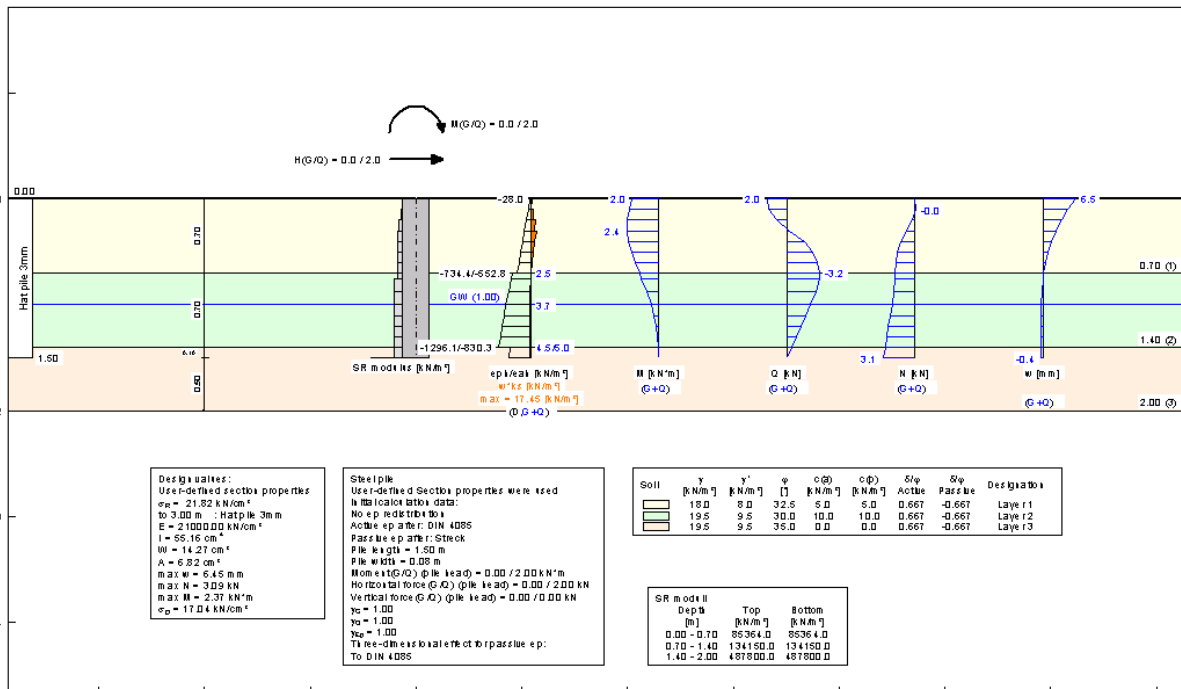 M(G/Q) = 0.0 / 2.0
H(G/Q) = 0.0 / 2.0
0.00
-28.0
2.0
2.0
-0.0
6.5
2.4
0.70
Hat pile 3mm
-734.4/-552.8
2.5
-3.2
0.70 (1)
GW (1.00)
3.7
0.70
-1296.1/-830.3
4.5/5.0
3.1
-0.4
1.40 (2)
1.50
0.10
0.50
SR modulus [kN/m³]
eph/eah [kN/m²]
w*ks [kN/m²]
max = 17.45 [kN/m²]
(D,G+Q)
M [kN*m]
(G+Q)
Q [kN]
(G+Q)
N [kN]
(G+Q)
w [mm]
(G+Q)
2.00 (3)
Design values:
User-defined section properties
σR = 21.82 kN/cm²
to 3.00 m : Hat pile 3mm
E = 21000.00 kN/cm²
I = 55.16 cm⁴
W = 14.27 cm³
A = 6.82 cm²
max w = 6.45 mm
max N = 3.09 kN
max M = 2.37 kN*m
σD = 17.04 kN/cm²
Steel pile
User-defined Section properties were used
Initial calculation data:
No ep redistribution
Active ep after: DIN 4085
Passive ep after: Streck
Pile length = 1.50 m
Pile width = 0.08 m
Moment (G/Q) (pile head) = 0.00 / 2.00 kN*m
Horizontal force (G/Q) (pile head) = 0.00 / 2.00 kN
Vertical force (G/Q) (pile head) = 0.00 / 0.00 kN
γG = 1.00
γQ = 1.00
γEp = 1.00
Three-dimensional effect for passive ep:
To DIN 4085
Soil γ [kN/m³] γ' [kN/m³] φ [°] c(a) [kN/m²] c(p) [kN/m²] δ/φ Active δ/φ Passive Designation
18.0 8.0 32.5 5.0 5.0 0.667 -0.667 Layer 1
19.5 9.5 30.0 10.0 10.0 0.667 -0.667 Layer 2
19.5 9.5 35.0 0.0 0.0 0.667 -0.667 Layer 3
SR moduli
Depth Top Bottom
[m] [kN/m³] [kN/m³]
0.00 - 0.70 85364.0 85364.0
0.70 - 1.40 134150.0 134150.0
1.40 - 2.00 487800.0 487800.0